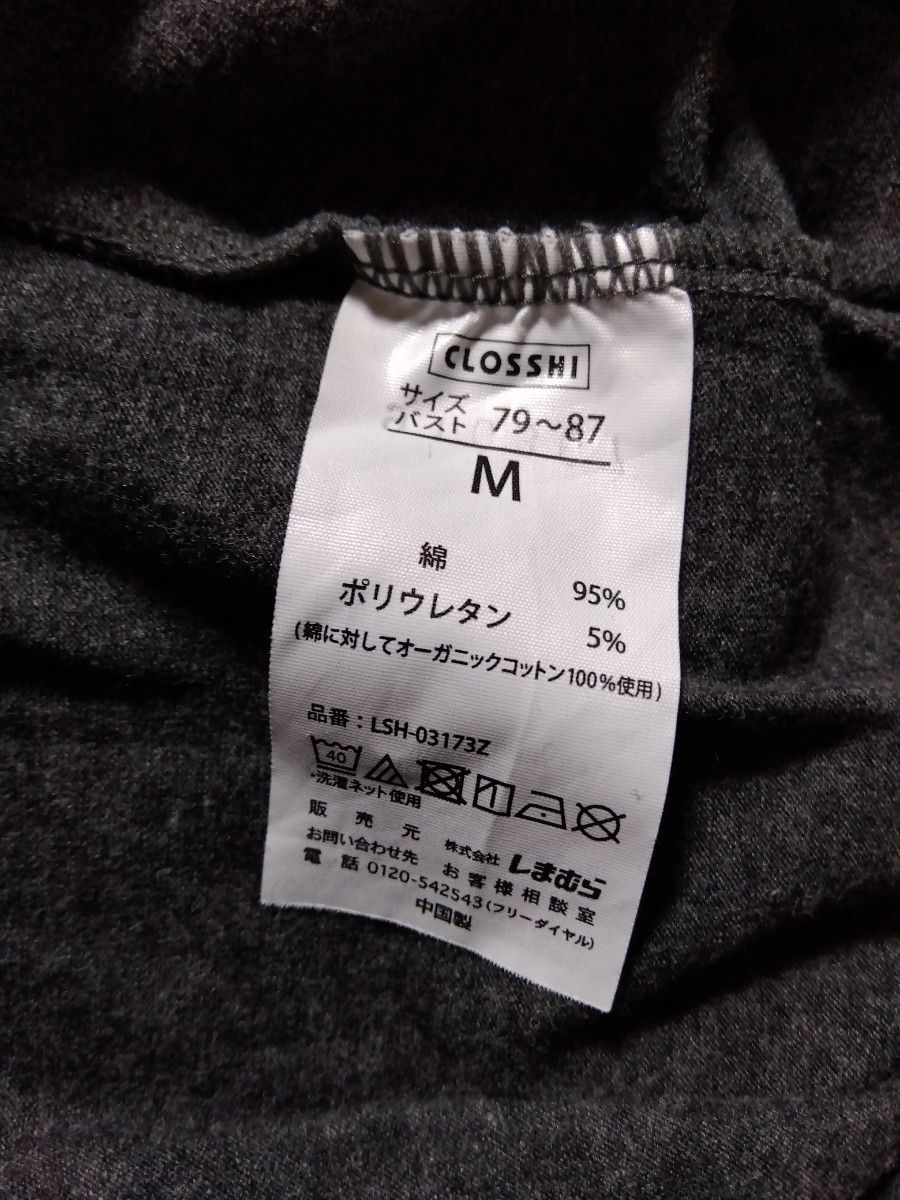 CLOSSHI
サイズ
バスト 79〜87
M
綿 95%
ポリウレタン 5%
(綿に対してオーガニックコットン100%使用)
品番：LSH-03173Z
40
*洗濯ネット使用
販売元 株式会社 しまむら
お問い合わせ先 お客様相談室
電話 0120-542543(フリーダイヤル)
中国製